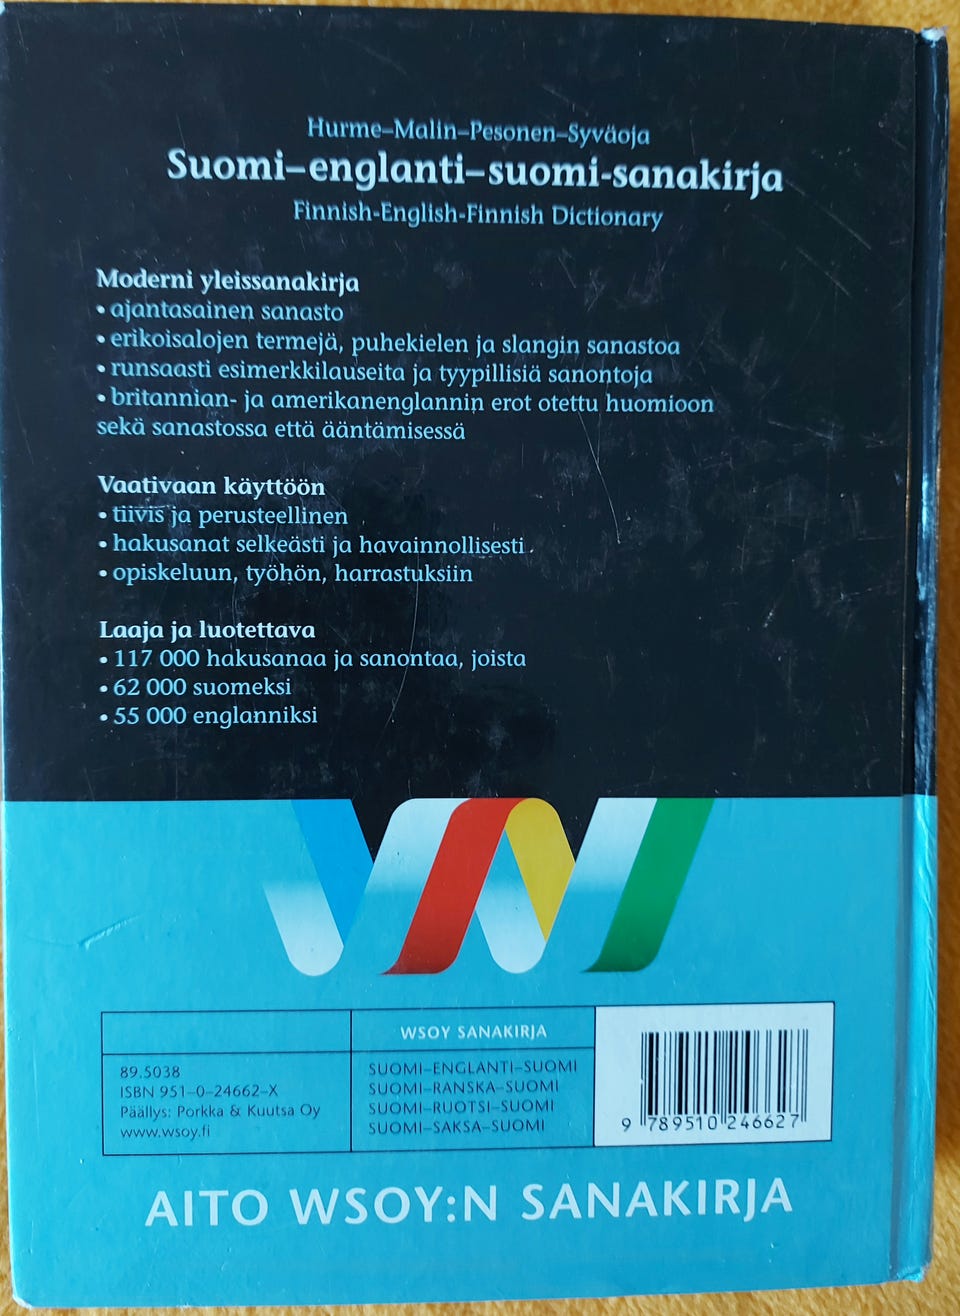 Hurme–Malin–Pesonen–Syväoja
Suomi–englanti–suomi-sanakirja
Finnish-English-Finnish Dictionary
Moderni yleissanakirja
• ajantasainen sanasto
• erikoisalojen termejä, puhekielen ja slangin sanastoa
• runsaasti esimerkkilauseita ja tyypillisiä sanontoja
• britannian- ja amerikanenglannin erot otettu huomioon
sekä sanastossa että ääntämisessä
Vaativaan käyttöön
• tiivis ja perusteellinen
• hakusanat selkeästi ja havainnollisesti
• opiskeluun, työhön, harrastuksiin
Laaja ja luotettava
• 117 000 hakusanaa ja sanontaa, joista
• 62 000 suomeksi
• 55 000 englanniksi
89.5038
ISBN 951–0–24662–X
Päällys: Porkka & Kuutsa Oy
www.wsoy.fi
WSOY SANAKIRJA
SUOMI–ENGLANTI–SUOMI
SUOMI–RANSKA–SUOMI
SUOMI–RUOTSI–SUOMI
SUOMI–SAKSA–SUOMI
9 789510 246627
AITO WSOY:N SANAKIRJA